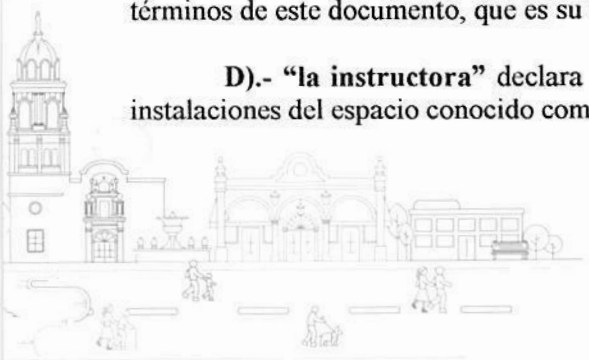 términos de este documento, que es su
D).- “la instructora” declara
instalaciones del espacio conocido com